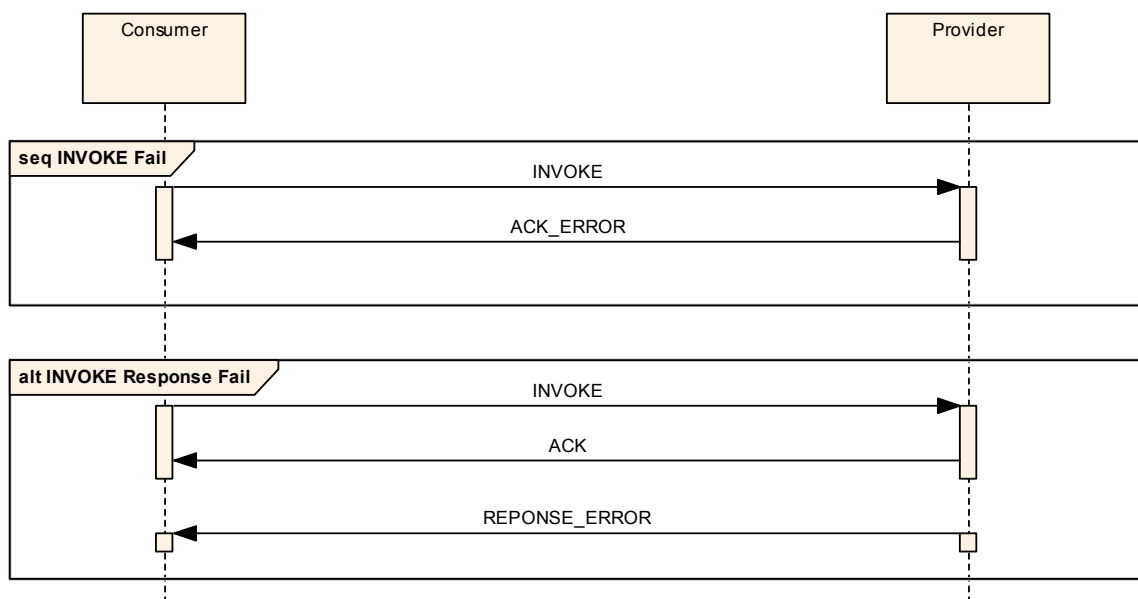 Consumer
Provider
seq INVOKE Fail
INVOKE
ACK_ERROR
alt INVOKE Response Fail
INVOKE
ACK
REPONSE_ERROR